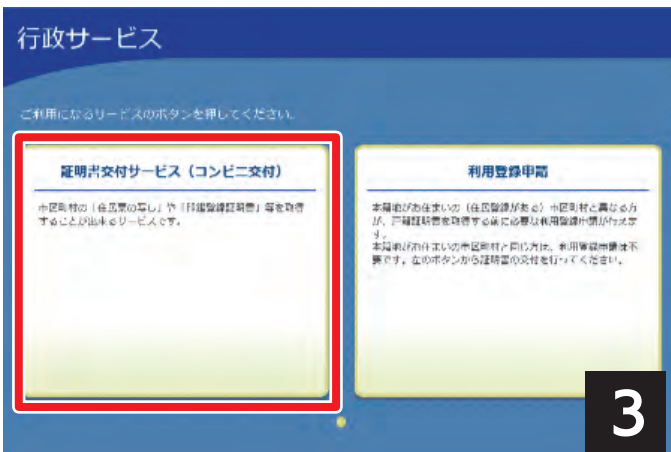 行政サービス
ご利用になるサービスのボタンを押してください。
証明書交付サービス（コンビニ交付）
市区町村の「住民票の写し」や「印鑑登録証明書」等を取得
することが出来るサービスです。
利用登録申請
本籍地がお住まいの（住民登録がある）市区町村と異なる方
が、戸籍証明書を取得する前に必要な利用登録申請が行えま
す。
本籍地がお住まいの市区町村と同じ方は、利用登録申請は不
要です。左のボタンから証明書の交付を行ってください。
3